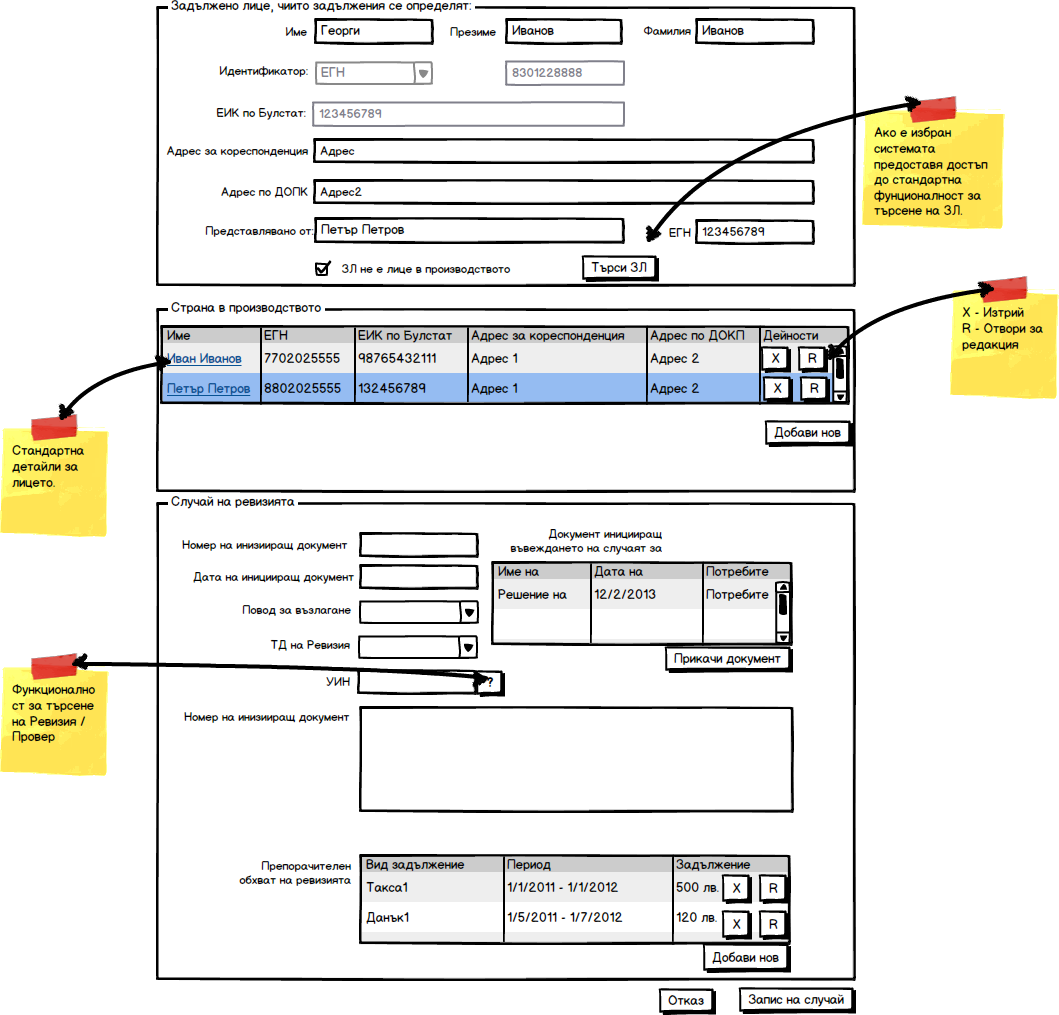 Задължено лице, чиито задължения се определят:
Име Георги Презиме Иванов Фамилия Иванов
Идентификатор: ЕГН 8301228888
ЕИК по Булстат: 123456789
Адрес за кореспонденция Адрес
Адрес по ДОПК Адрес2
Представлявано от: Петър Петров ЕГН 123456789
ЗЛ не е лице в производството Търси ЗЛ
Ако е избран
системата
предоставя достъп
до стандартна
фунционалност за
търсене на ЗЛ.
Страна в производството
Име ЕГН ЕИК по Булстат Адрес за кореспонденция Адрес по ДОКП Дейности
Иван Иванов 7702025555 98765432111 Адрес 1 Адрес 2 X R
Петър Петров 8802025555 132456789 Адрес 1 Адрес 2 X R
Добави нов
X - Изтрий
R - Отвори за
редакция
Стандартна
детайли за
лицето.
Случай на ревизията
Номер на инизииращ документ
Дата на иницииращ документ
Повод за възлагане
ТД на Ревизия
УИН ?
Документ иницииращ
въвеждането на случаят за
Име на Дата на Потребите
Решение на 12/2/2013 Потребите
Прикачи документ
Функционално
ст за търсене
на Ревизия /
Провер
Номер на инизииращ документ
Препорачителен
обхват на ревизията
Вид задължение Период Задължение
Такса1 1/1/2011 - 1/1/2012 500 лв. X R
Данък1 1/5/2011 - 1/7/2012 120 лв. X R
Добави нов
Отказ Запис на случай